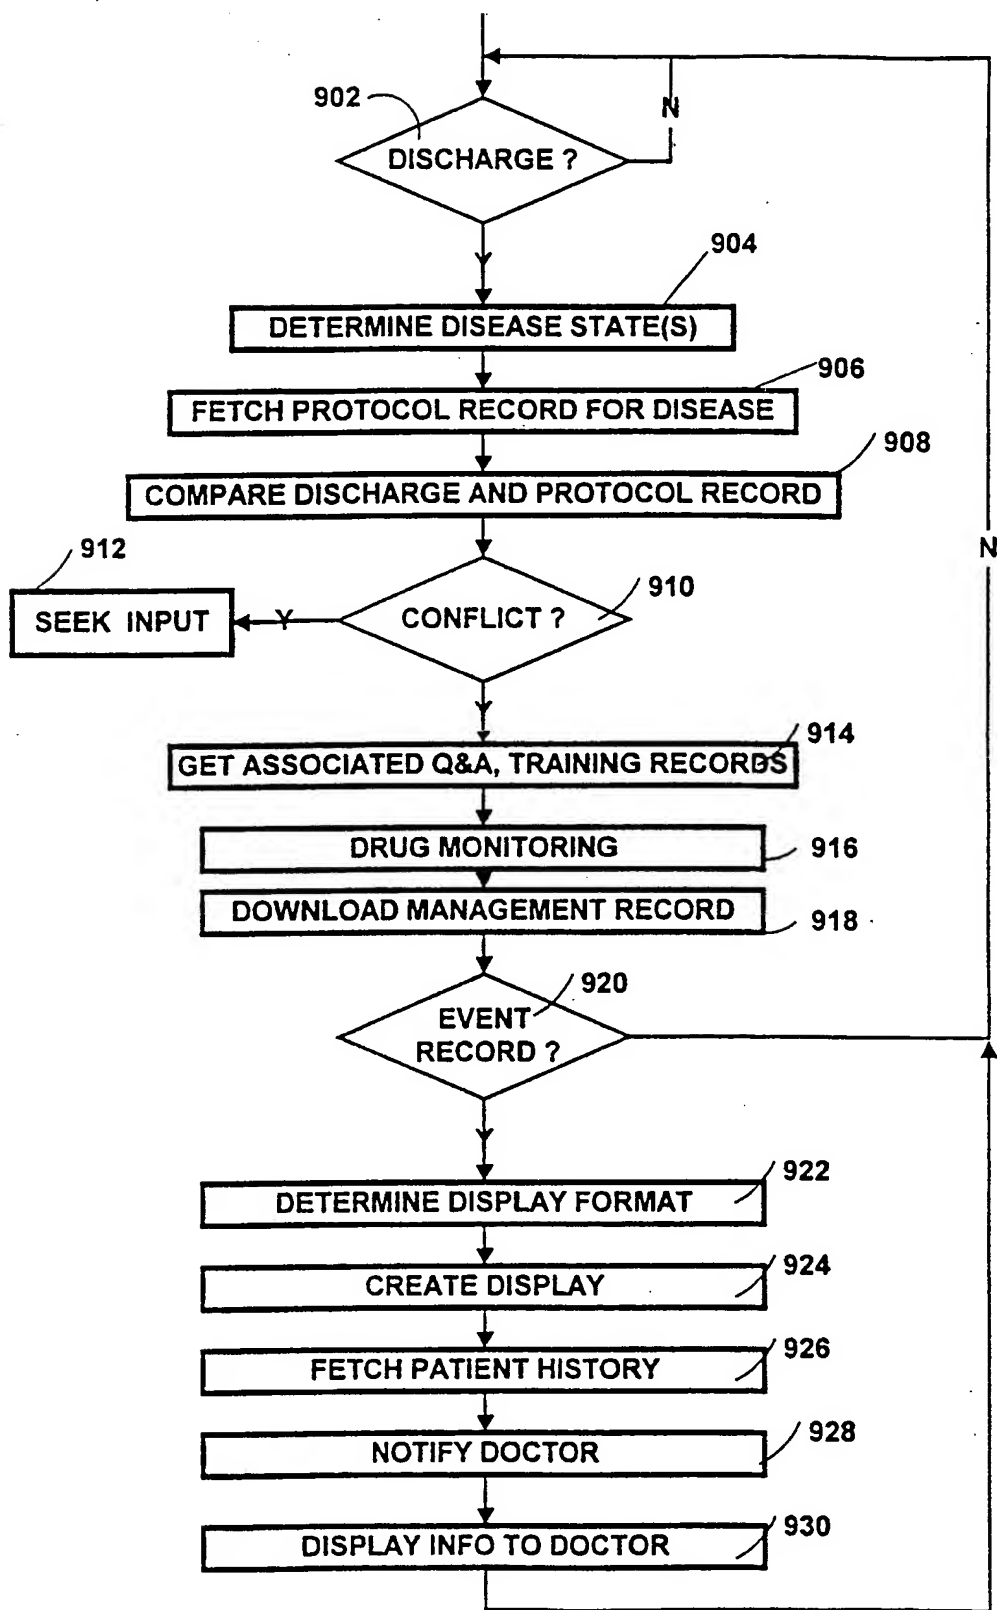 902
N
DISCHARGE ?
904
Y
DETERMINE DISEASE STATE(S)
906
FETCH PROTOCOL RECORD FOR DISEASE
908
COMPARE DISCHARGE AND PROTOCOL RECORD
N
912
910
SEEK INPUT
Y
CONFLICT ?
Y
914
GET ASSOCIATED Q&A, TRAINING RECORDS
DRUG MONITORING
916
DOWNLOAD MANAGEMENT RECORD
918
920
EVENT
RECORD ?
Y
922
DETERMINE DISPLAY FORMAT
924
CREATE DISPLAY
926
FETCH PATIENT HISTORY
928
NOTIFY DOCTOR
930
DISPLAY INFO TO DOCTOR